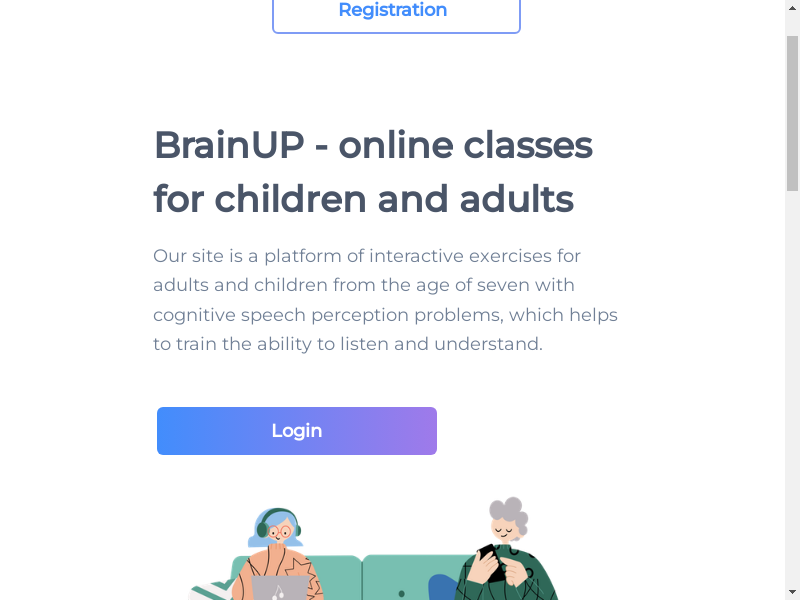 Registration
BrainUP - online classes
for children and adults
Our site is a platform of interactive exercises for
adults and children from the age of seven with
cognitive speech perception problems, which helps
to train the ability to listen and understand.
Login